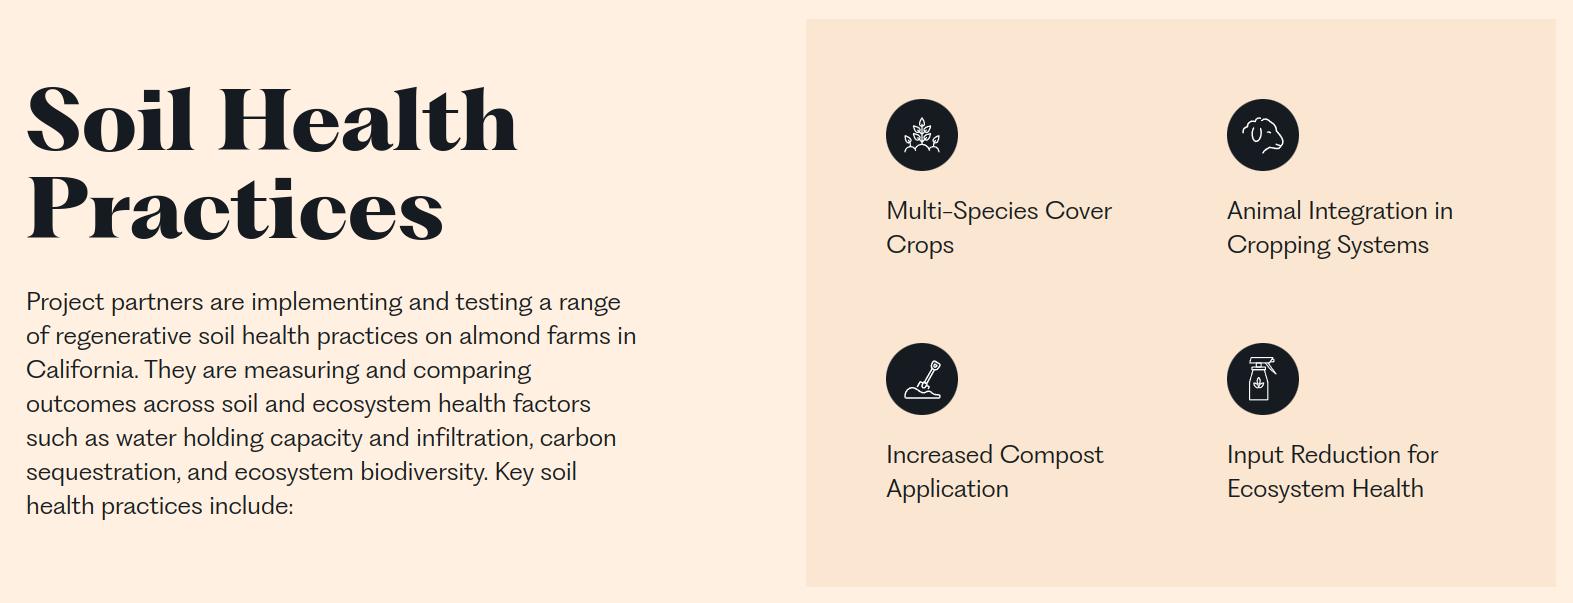 Soil Health
Practices
Project partners are implementing and testing a range
of regenerative soil health practices on almond farms in
California. They are measuring and comparing
outcomes across soil and ecosystem health factors
such as water holding capacity and infiltration, carbon
sequestration, and ecosystem biodiversity. Key soil
health practices include:
Multi-Species Cover
Crops
Animal Integration in
Cropping Systems
Increased Compost
Application
Input Reduction for
Ecosystem Health